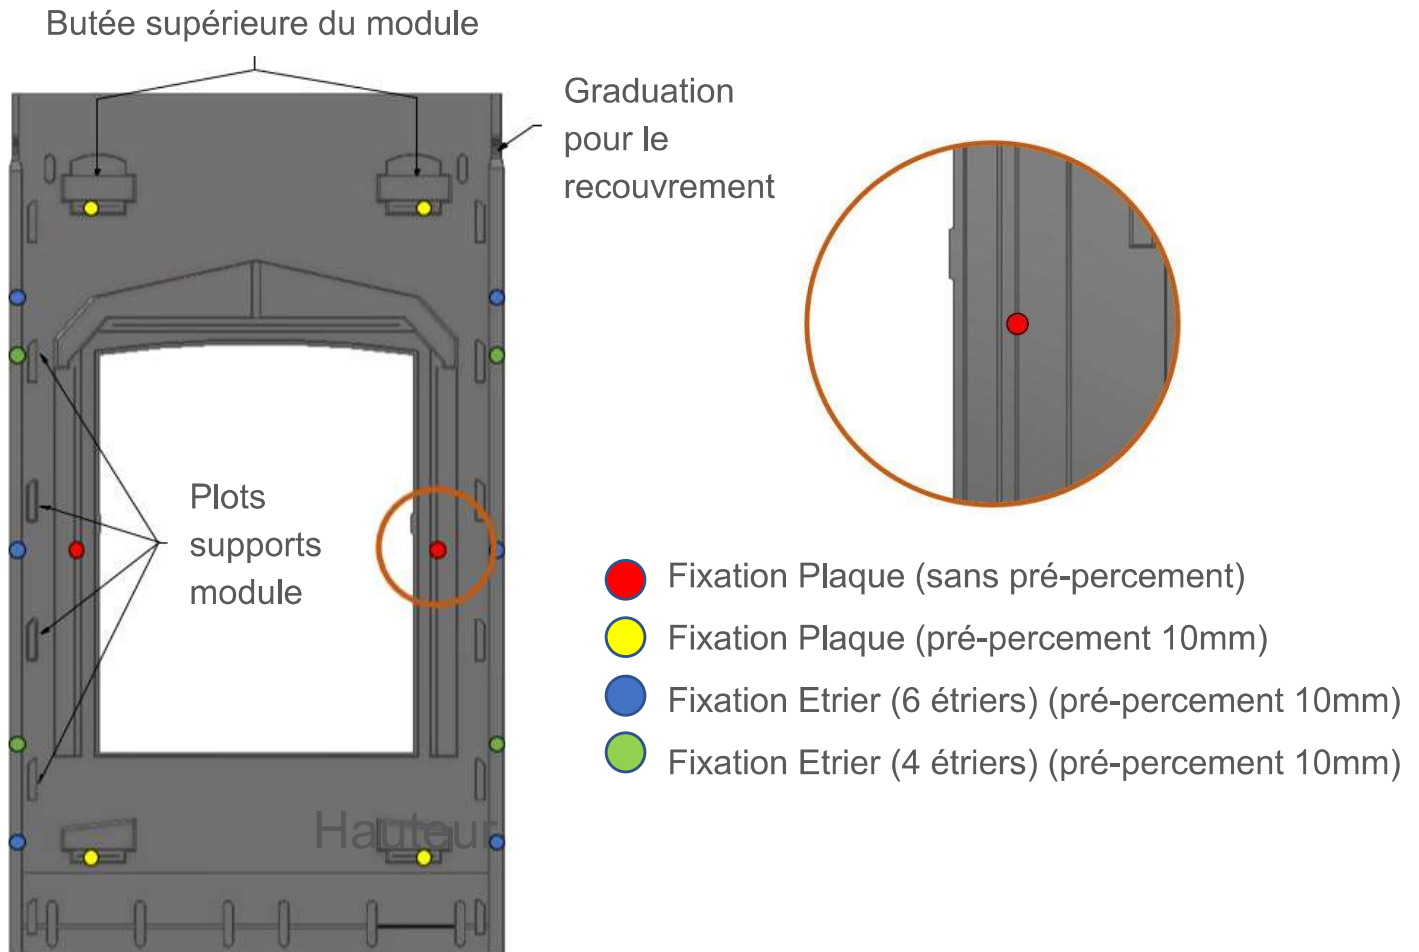 Butée supérieure du module
Graduation
pour le
recouvrement
Plots
supports
module
Fixation Plaque (sans pré-percement)
Fixation Plaque (pré-percement 10mm)
Fixation Etrier (6 étriers) (pré-percement 10mm)
Fixation Etrier (4 étriers) (pré-percement 10mm)
Hauteur